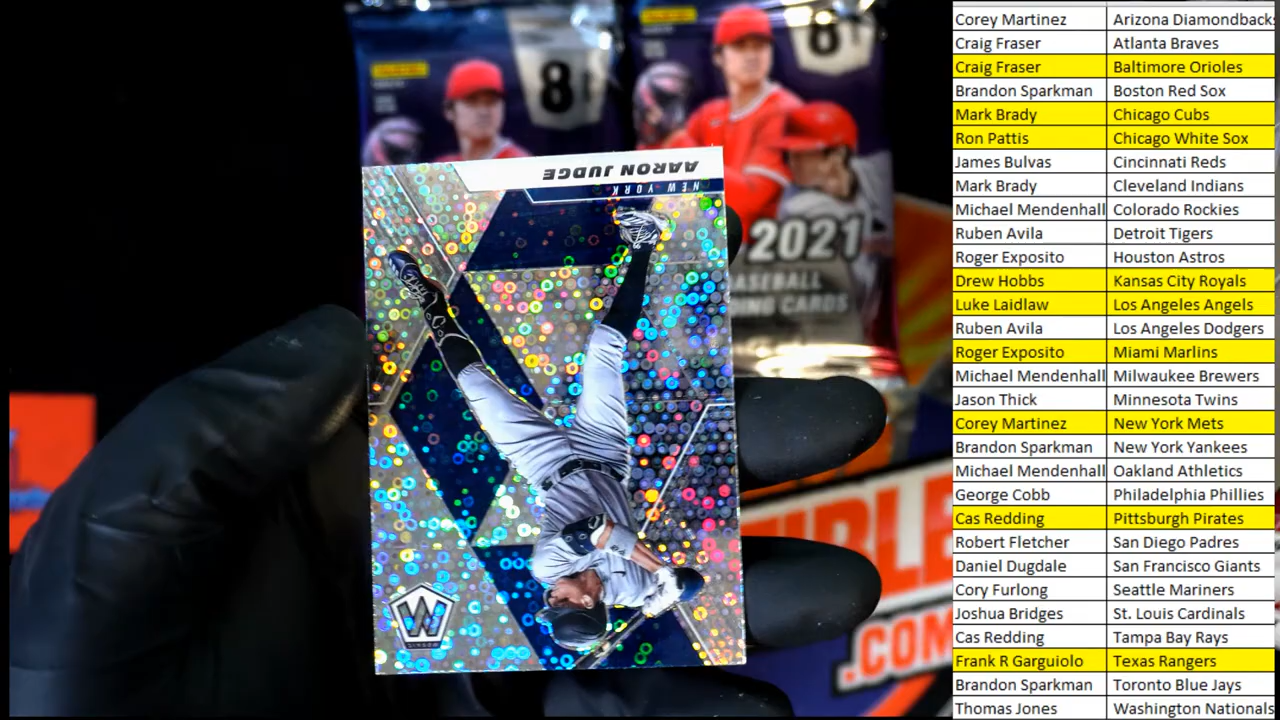 PANINI
8
PANINI
8
2021
BASEBALL
AARON JUDGE
NEW YORK
W
MOSAIC
.COM
Corey Martinez Arizona Diamondback
Craig Fraser Atlanta Braves
Craig Fraser Baltimore Orioles
Brandon Sparkman Boston Red Sox
Mark Brady Chicago Cubs
Ron Pattis Chicago White Sox
James Bulvas Cincinnati Reds
Mark Brady Cleveland Indians
Michael Mendenhall Colorado Rockies
Ruben Avila Detroit Tigers
Roger Exposito Houston Astros
Drew Hobbs Kansas City Royals
Luke Laidlaw Los Angeles Angels
Ruben Avila Los Angeles Dodgers
Roger Exposito Miami Marlins
Michael Mendenhall Milwaukee Brewers
Jason Thick Minnesota Twins
Corey Martinez New York Mets
Brandon Sparkman New York Yankees
Michael Mendenhall Oakland Athletics
George Cobb Philadelphia Phillies
Cas Redding Pittsburgh Pirates
Robert Fletcher San Diego Padres
Daniel Dugdale San Francisco Giants
Cory Furlong Seattle Mariners
Joshua Bridges St. Louis Cardinals
Cas Redding Tampa Bay Rays
Frank R Garguiolo Texas Rangers
Brandon Sparkman Toronto Blue Jays
Thomas Jones Washington Nationals